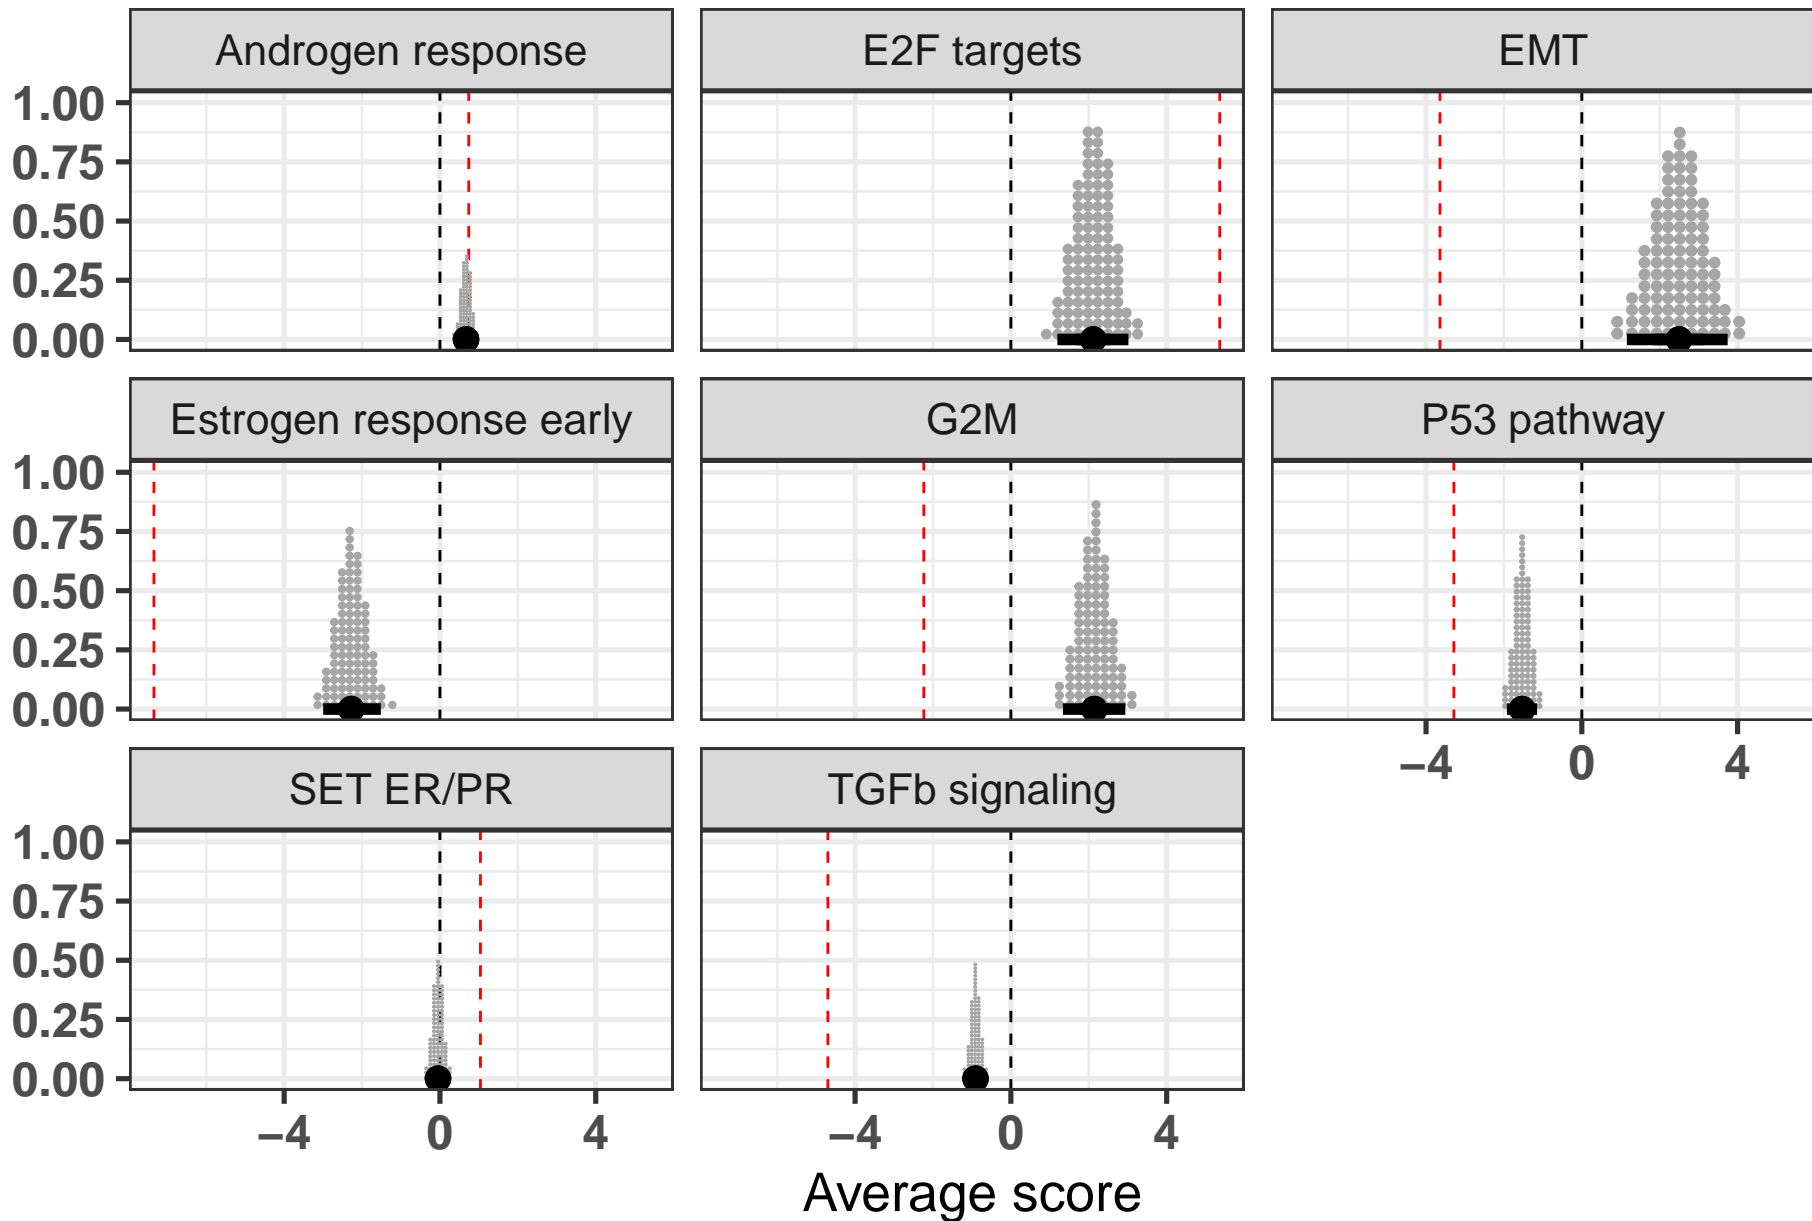 Androgen response
E2F targets
EMT
1.00
0.75
0.50
0.25
0.00
Estrogen response early
G2M
P53 pathway
1.00
0.75
0.50
0.25
0.00
−4 0 4
SET ER/PR
TGFb signaling
1.00
0.75
0.50
0.25
0.00
−4 0 4
−4 0 4
Average score